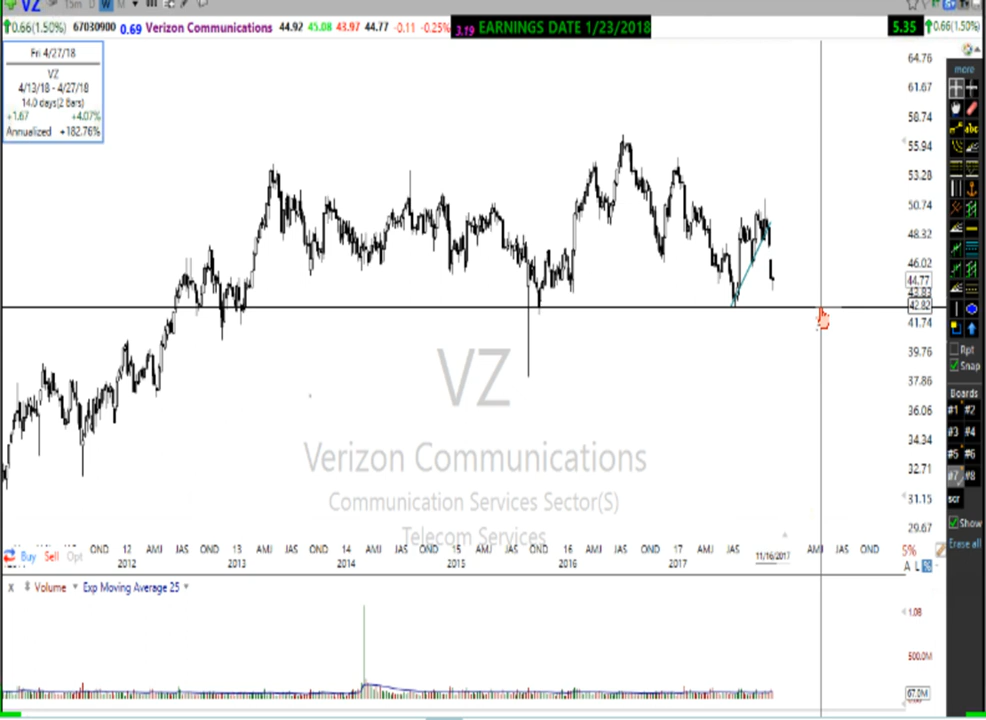 VZ 15m D W M
0.66(1.50%) 67030900 0.69 Verizon Communications 44.92 45.08 43.97 44.77 -0.11 -0.25% 3.19 EARNINGS DATE 1/23/2018 5.35 0.66(1.50%)
Fri 4/27/18
VZ
4/13/18 - 4/27/18
14.0 days(2 Bars)
+1.67 +4.07%
Annualized +182.76%
64.76
61.67
58.74
55.94
53.28
50.74
48.32
46.02
44.77
43.83
42.82
41.74
39.76
37.86
36.05
34.34
32.71
31.15
29.67
more
abc
Rpt
Snap
Boards
#1 #2
#3 #4
#5 #6
#7 #8
scr
Show
Erase all
VZ
Verizon Communications
Communication Services Sector(S)
Telecom Services
Buy Sell Opt
OND 12 AMJ JAS OND 13 AMJ JAS OND 14 AMJ JAS OND 15 AMJ JAS OND 16 AMJ JAS OND 17 AMJ JAS 11/16/2017 AMJ JAS OND 5%
2012 2013 2014 2015 2016 2017 A L %
x Volume Exp Moving Average 25
1.0B
500.0M
67.0M